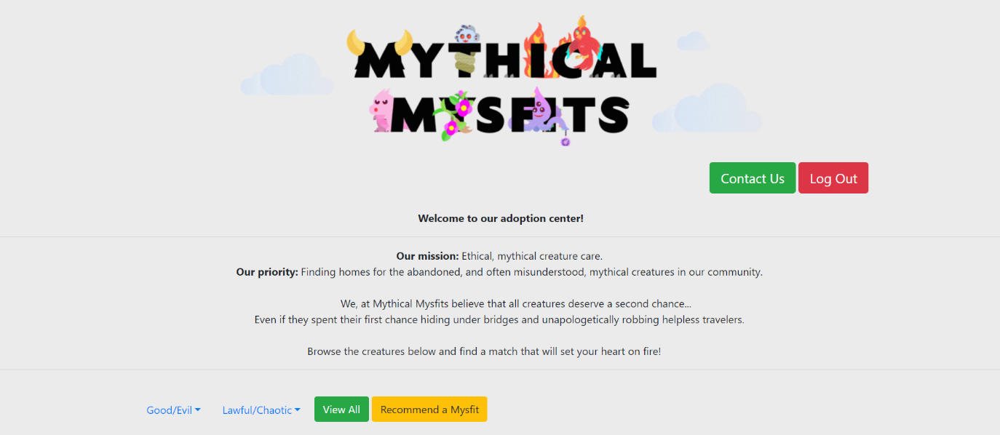 MYTHICAL
MYSFITS
Contact Us
Log Out
Welcome to our adoption center!
Our mission: Ethical, mythical creature care.
Our priority: Finding homes for the abandoned, and often misunderstood, mythical creatures in our community.
We, at Mythical Mysfits believe that all creatures deserve a second chance...
Even if they spent their first chance hiding under bridges and unapologetically robbing helpless travelers.
Browse the creatures below and find a match that will set your heart on fire!
Good/Evil Lawful/Chaotic View All Recommend a Mysfit